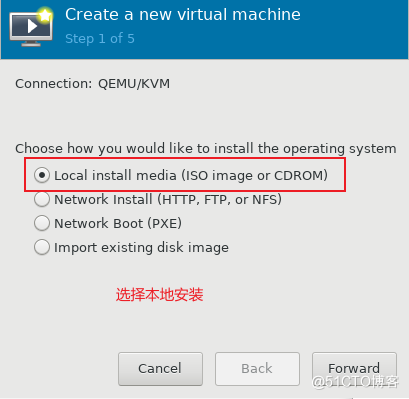 Create a new virtual machine
Step 1 of 5
Connection: QEMU/KVM
Choose how you would like to install the operating system
Local install media (ISO image or CDROM)
Network Install (HTTP, FTP, or NFS)
Network Boot (PXE)
Import existing disk image
选择本地安装
Cancel
Back
Forward
@51CTO博客